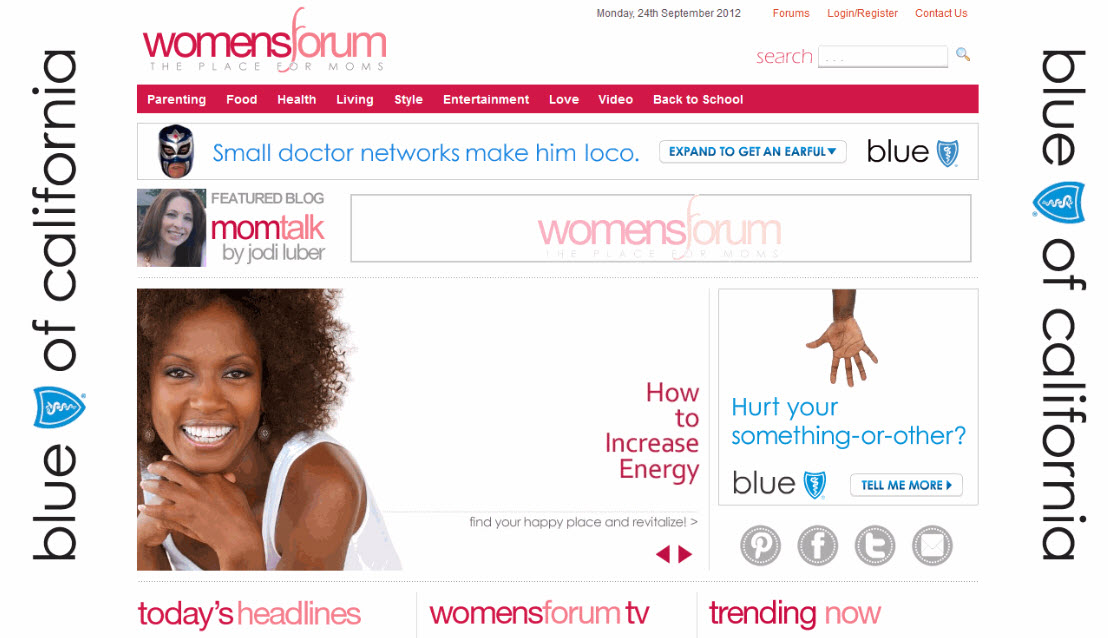 Monday, 24th September 2012 Forums Login/Register Contact Us
womensforum
THE PLACE FOR MOMS
search ...
Parenting Food Health Living Style Entertainment Love Video Back to School
Small doctor networks make him loco. EXPAND TO GET AN EARFUL blue
FEATURED BLOG
momtalk
by jodi luber
womensforum
THE PLACE FOR MOMS
How
to
Increase
Energy
find your happy place and revitalize! >
Hurt your
something-or-other?
blue TELL ME MORE
today's headlines womensforum tv trending now
blue of california
blue of california